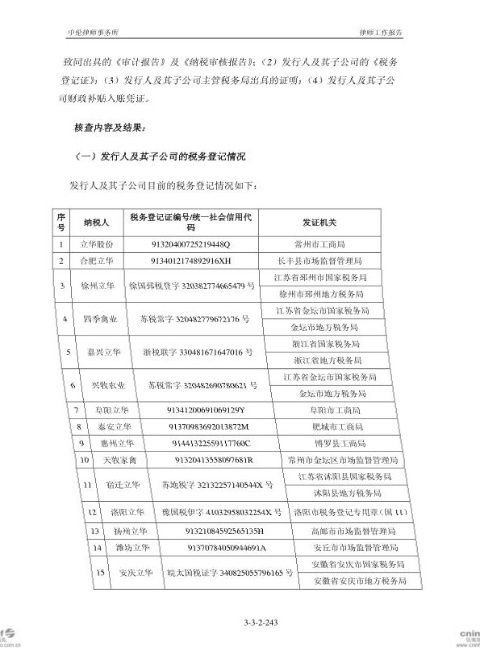 中伦律师事务所 律师工作报告
致同出具的《审计报告》及《纳税审核报告》；（2）发行人及其子公司的《税务
登记证》；（3）发行人及其子公司主管税务局出具的证明；（4）发行人及其子公
司财政补贴入账凭证。
核查内容及结果：
（一）发行人及其子公司的税务登记情况
发行人及其子公司目前的税务登记情况如下：
序号 纳税人 税务登记证编号/统一社会信用代码 发证机关
1 立华股份 91320400725219448Q 常州市工商局
2 合肥立华 9134012174892916XH 长丰县市场监督管理局
3 徐州立华 徐国邳税登字 320382774665479 号 江苏省邳州市国家税务局
徐州市邳州地方税务局
4 四季禽业 苏税常字 320482779672176 号 江苏省金坛市国家税务局
金坛市地方税务局
5 嘉兴立华 浙税联字 330481671647016 号 浙江省国家税务局
浙江省地方税务局
6 兴牧农业 苏税常字 320482690780621 号 江苏省金坛市国家税务局
金坛市地方税务局
7 阜阳立华 91341200691069129Y 阜阳市工商局
8 泰安立华 91370983692013872M 肥城市工商局
9 惠州立华 91441322559117760C 博罗县工商局
10 天牧家禽 91320413558097681R 常州市金坛区市场监督管理局
11 宿迁立华 苏地税字 32132257140544X 号 江苏省沭阳县国家税务局
沭阳县地方税务局
12 洛阳立华 豫国税伊字 41032958032254X 号 洛阳市税务登记专用章（国 11）
13 扬州立华 91321084592565135H 高邮市市场监督管理局
14 潍坊立华 91370784050944691A 安丘市市场监督管理局
15 安庆立华 皖太国税证字 340825055796165 号 安徽省安庆市国家税务局
安徽省安庆市地方税务局
3-3-2-243